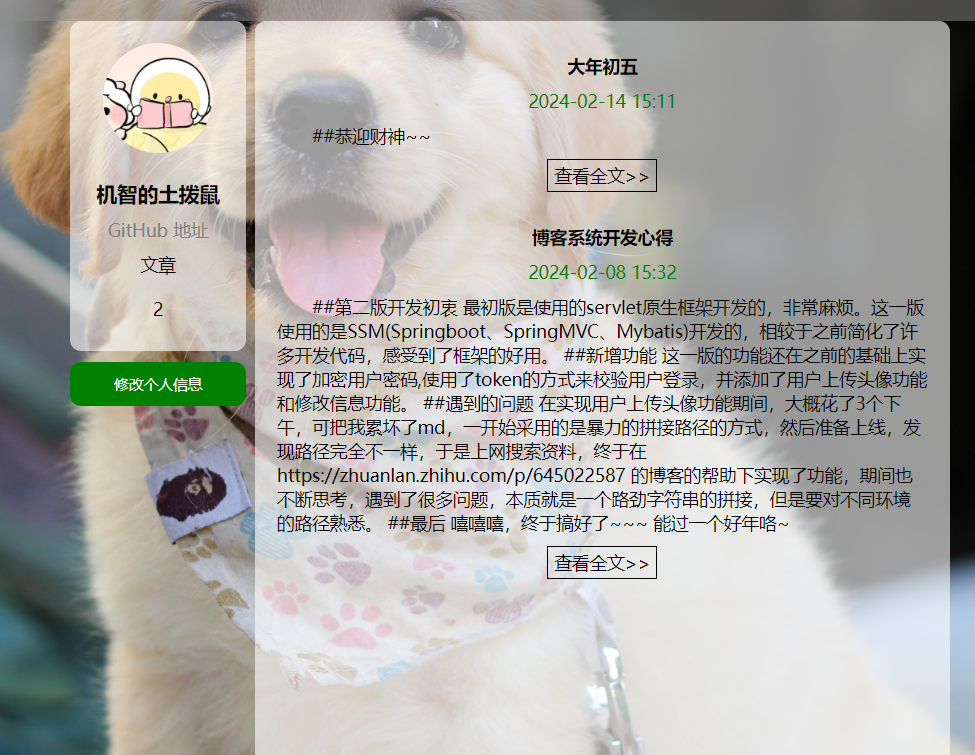 机智的土拨鼠
GitHub 地址
文章
2
修改个人信息
大年初五
2024-02-14 15:11
##恭迎财神~~
查看全文>>
博客系统开发心得
2024-02-08 15:32
##第二版开发初衷 最初版是使用的servlet原生框架开发的，非常麻烦。这一版
使用的是SSM(Springboot、SpringMVC、Mybatis)开发的，相较于之前简化了许
多开发代码，感受到了框架的好用。 ##新增功能 这一版的功能还在之前的基础上实
现了加密用户密码,使用了token的方式来校验用户登录，并添加了用户上传头像功能
和修改信息功能。 ##遇到的问题 在实现用户上传头像功能期间，大概花了3个下
午，可把我累坏了md，一开始采用的是暴力的拼接路径的方式，然后准备上线，发
现路径完全不一样，于是上网搜索资料，终于在
https://zhuanlan.zhihu.com/p/645022587 的博客的帮助下实现了功能，期间也
不断思考，遇到了很多问题，本质就是一个路劲字符串的拼接，但是要对不同环境
的路径熟悉。 ##最后 嘻嘻嘻，终于搞好了~~~ 能过一个好年咯~
查看全文>>